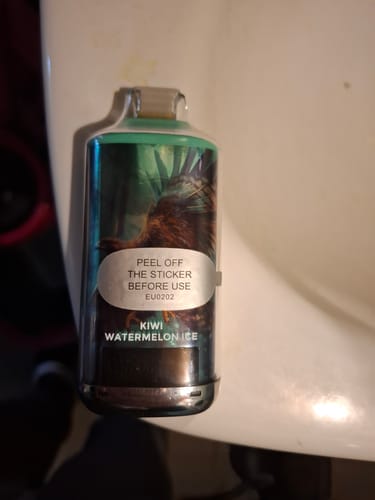 PEEL OFF
THE STICKER
BEFORE USE
EU0202
KIWI
WATERMELON ICE